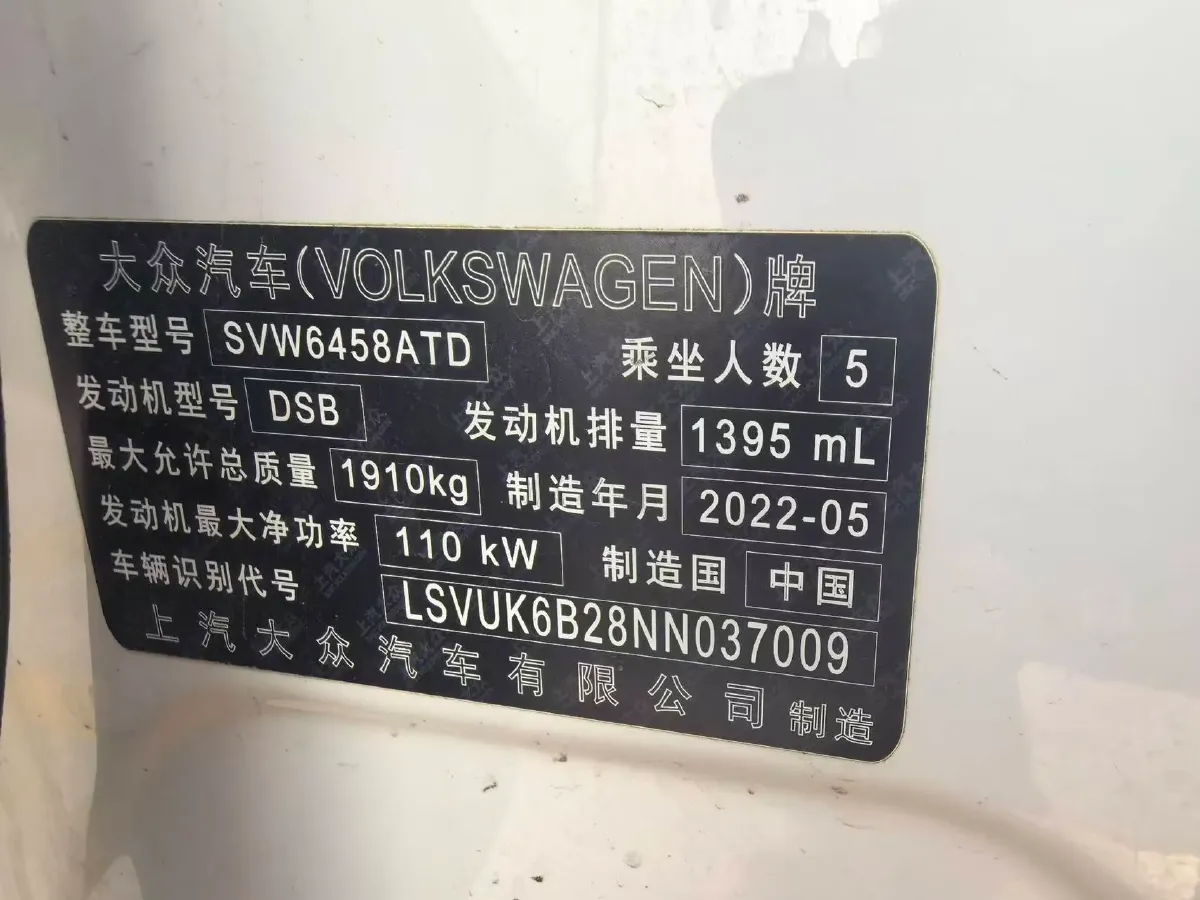 大众汽车(VOLKSWAGEN)牌
整车型号 SVW6458ATD 乘坐人数 5
发动机型号 DSB 发动机排量 1395 mL
最大允许总质量 1910kg 制造年月 2022-05
发动机最大净功率 110 kW 制造国 中国
车辆识别代号 LSVUK6B28NN037009
上汽大众汽车有限公司 制造